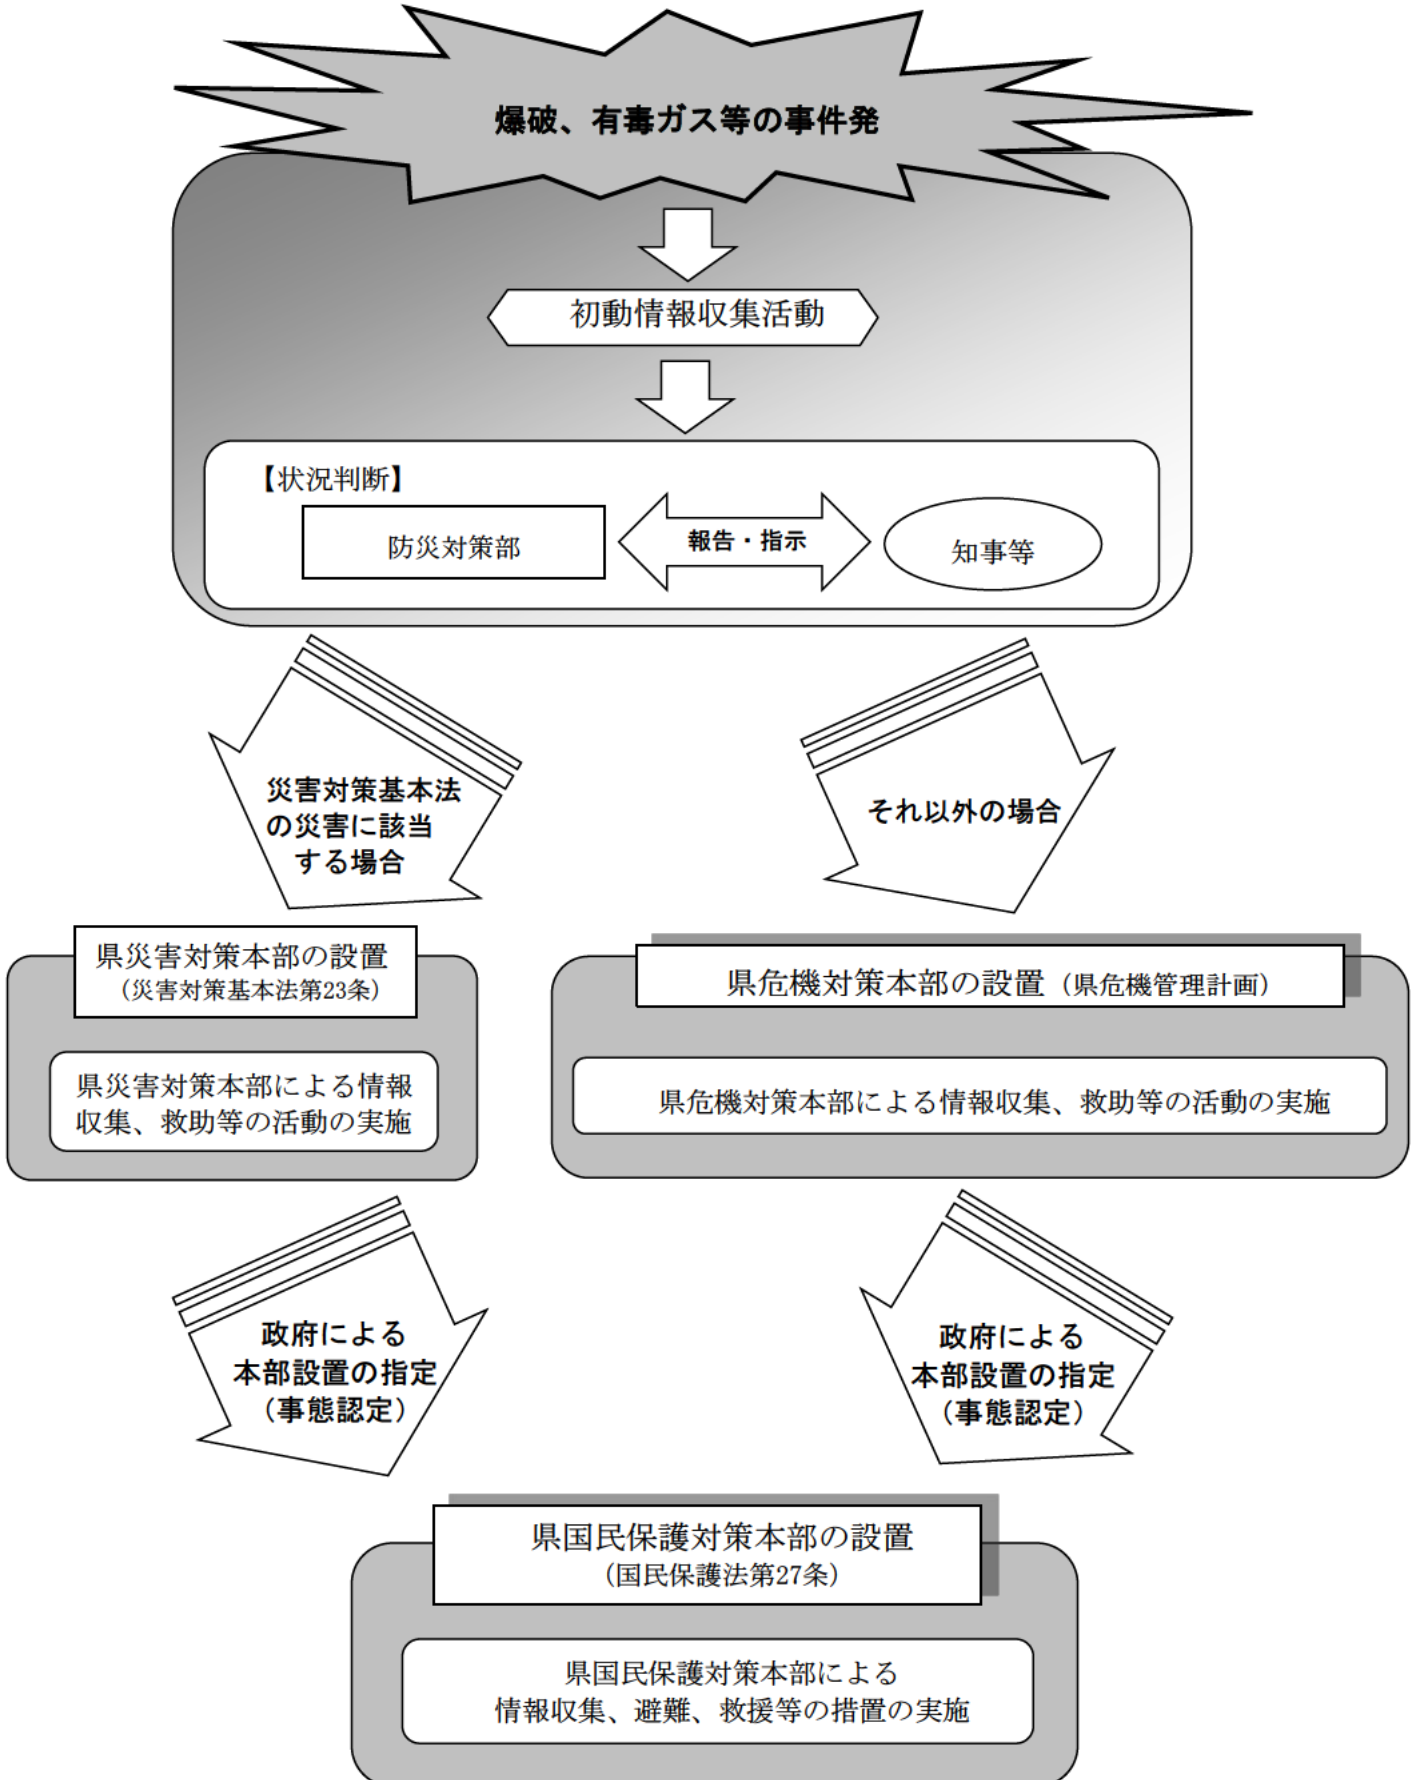 爆破、有毒ガス等の事件発
初動情報収集活動
【状況判断】
防災対策部
報告・指示
知事等
災害対策基本法
の災害に該当
する場合
それ以外の場合
県災害対策本部の設置
（災害対策基本法第23条）
県災害対策本部による情報
収集、救助等の活動の実施
県危機対策本部の設置（県危機管理計画）
県危機対策本部による情報収集、救助等の活動の実施
政府による
本部設置の指定
（事態認定）
政府による
本部設置の指定
（事態認定）
県国民保護対策本部の設置
（国民保護法第27条）
県国民保護対策本部による
情報収集、避難、救援等の措置の実施